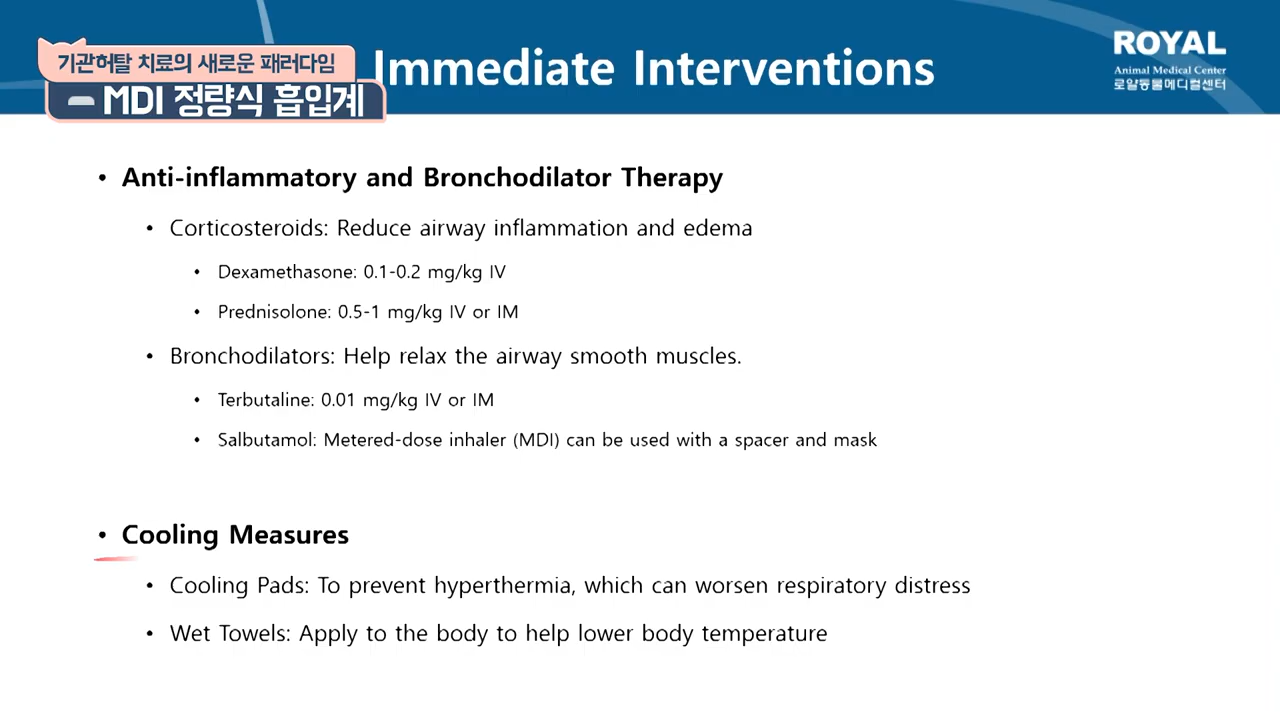 기관허탈 치료의 새로운 패러다임
MDI 정량식 흡입계
Immediate Interventions
ROYAL
Animal Medical Center
로얄동물메디컬센터
• Anti-inflammatory and Bronchodilator Therapy
• Corticosteroids: Reduce airway inflammation and edema
• Dexamethasone: 0.1-0.2 mg/kg IV
• Prednisolone: 0.5-1 mg/kg IV or IM
• Bronchodilators: Help relax the airway smooth muscles.
• Terbutaline: 0.01 mg/kg IV or IM
• Salbutamol: Metered-dose inhaler (MDI) can be used with a spacer and mask
• Cooling Measures
• Cooling Pads: To prevent hyperthermia, which can worsen respiratory distress
• Wet Towels: Apply to the body to help lower body temperature